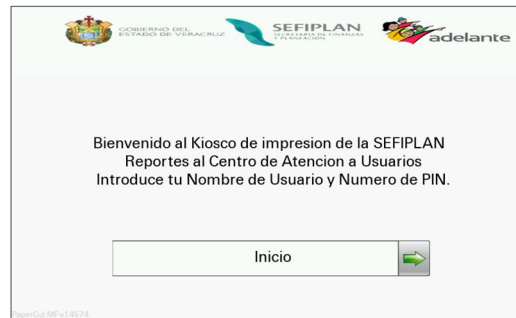 GOBIERNO DEL
ESTADO DE VERACRUZ
SEFIPLAN
SECRETARÍA DE FINANZAS
Y PLANEACIÓN
adelante
Bienvenido al Kiosco de impresion de la SEFIPLAN
Reportes al Centro de Atencion a Usuarios
Introduce tu Nombre de Usuario y Numero de PIN.
Inicio
PaperCut MF v14574